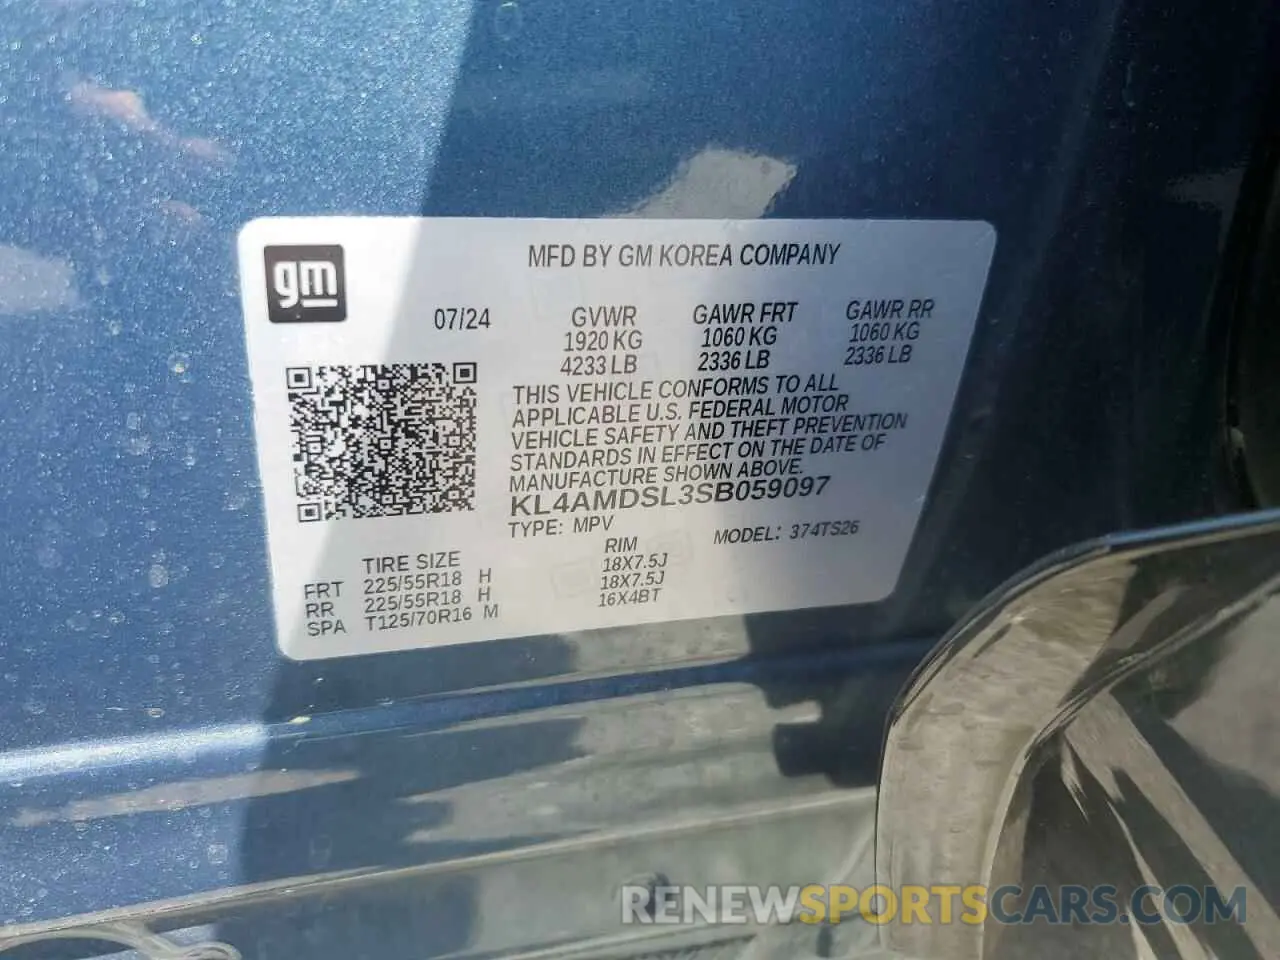 gm
MFD BY GM KOREA COMPANY
07/24
GVWR GAWR FRT GAWR RR
1920 KG 1060 KG 1060 KG
4233 LB 2336 LB 2336 LB
THIS VEHICLE CONFORMS TO ALL
APPLICABLE U.S. FEDERAL MOTOR
VEHICLE SAFETY AND THEFT PREVENTION
STANDARDS IN EFFECT ON THE DATE OF
MANUFACTURE SHOWN ABOVE.
KL4AMDSL3SB059097
TYPE: MPV MODEL: 374TS26
TIRE SIZE RIM
FRT 225/55R18 H 18X7.5J
RR 225/55R18 H 18X7.5J
SPA T125/70R16 M 16X4BT
RENEWSPORTSCARS.COM